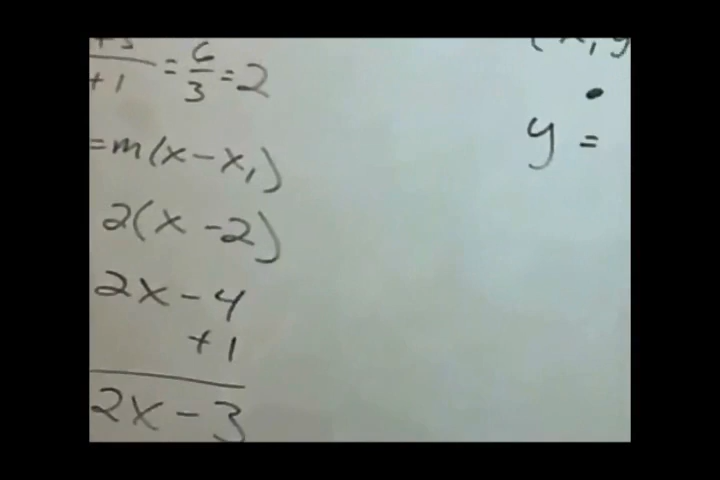 +1 = 6/3 = 2
= m(x - x₁)
2(x - 2)
2x - 4
+ 1
2x - 3
y =